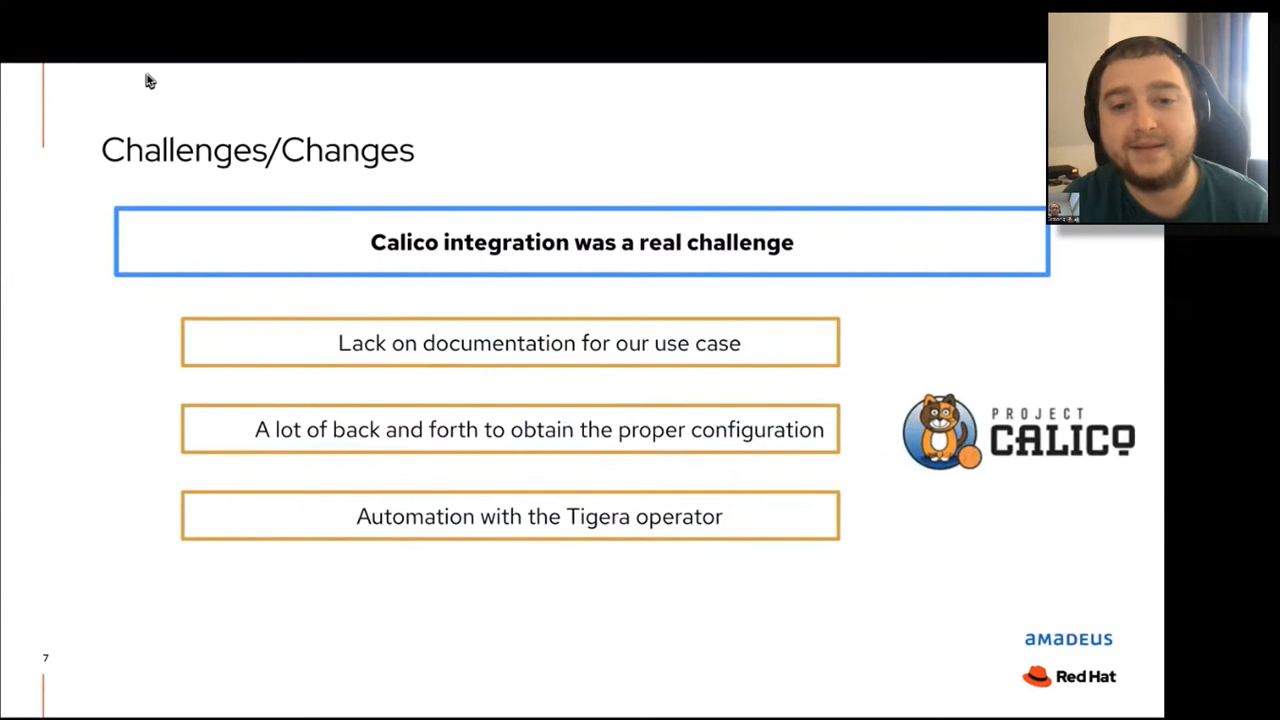 Challenges/Changes
Calico integration was a real challenge
Lack on documentation for our use case
A lot of back and forth to obtain the proper configuration
PROJECT
CALICO
Automation with the Tigera operator
amadeus
7
Red Hat